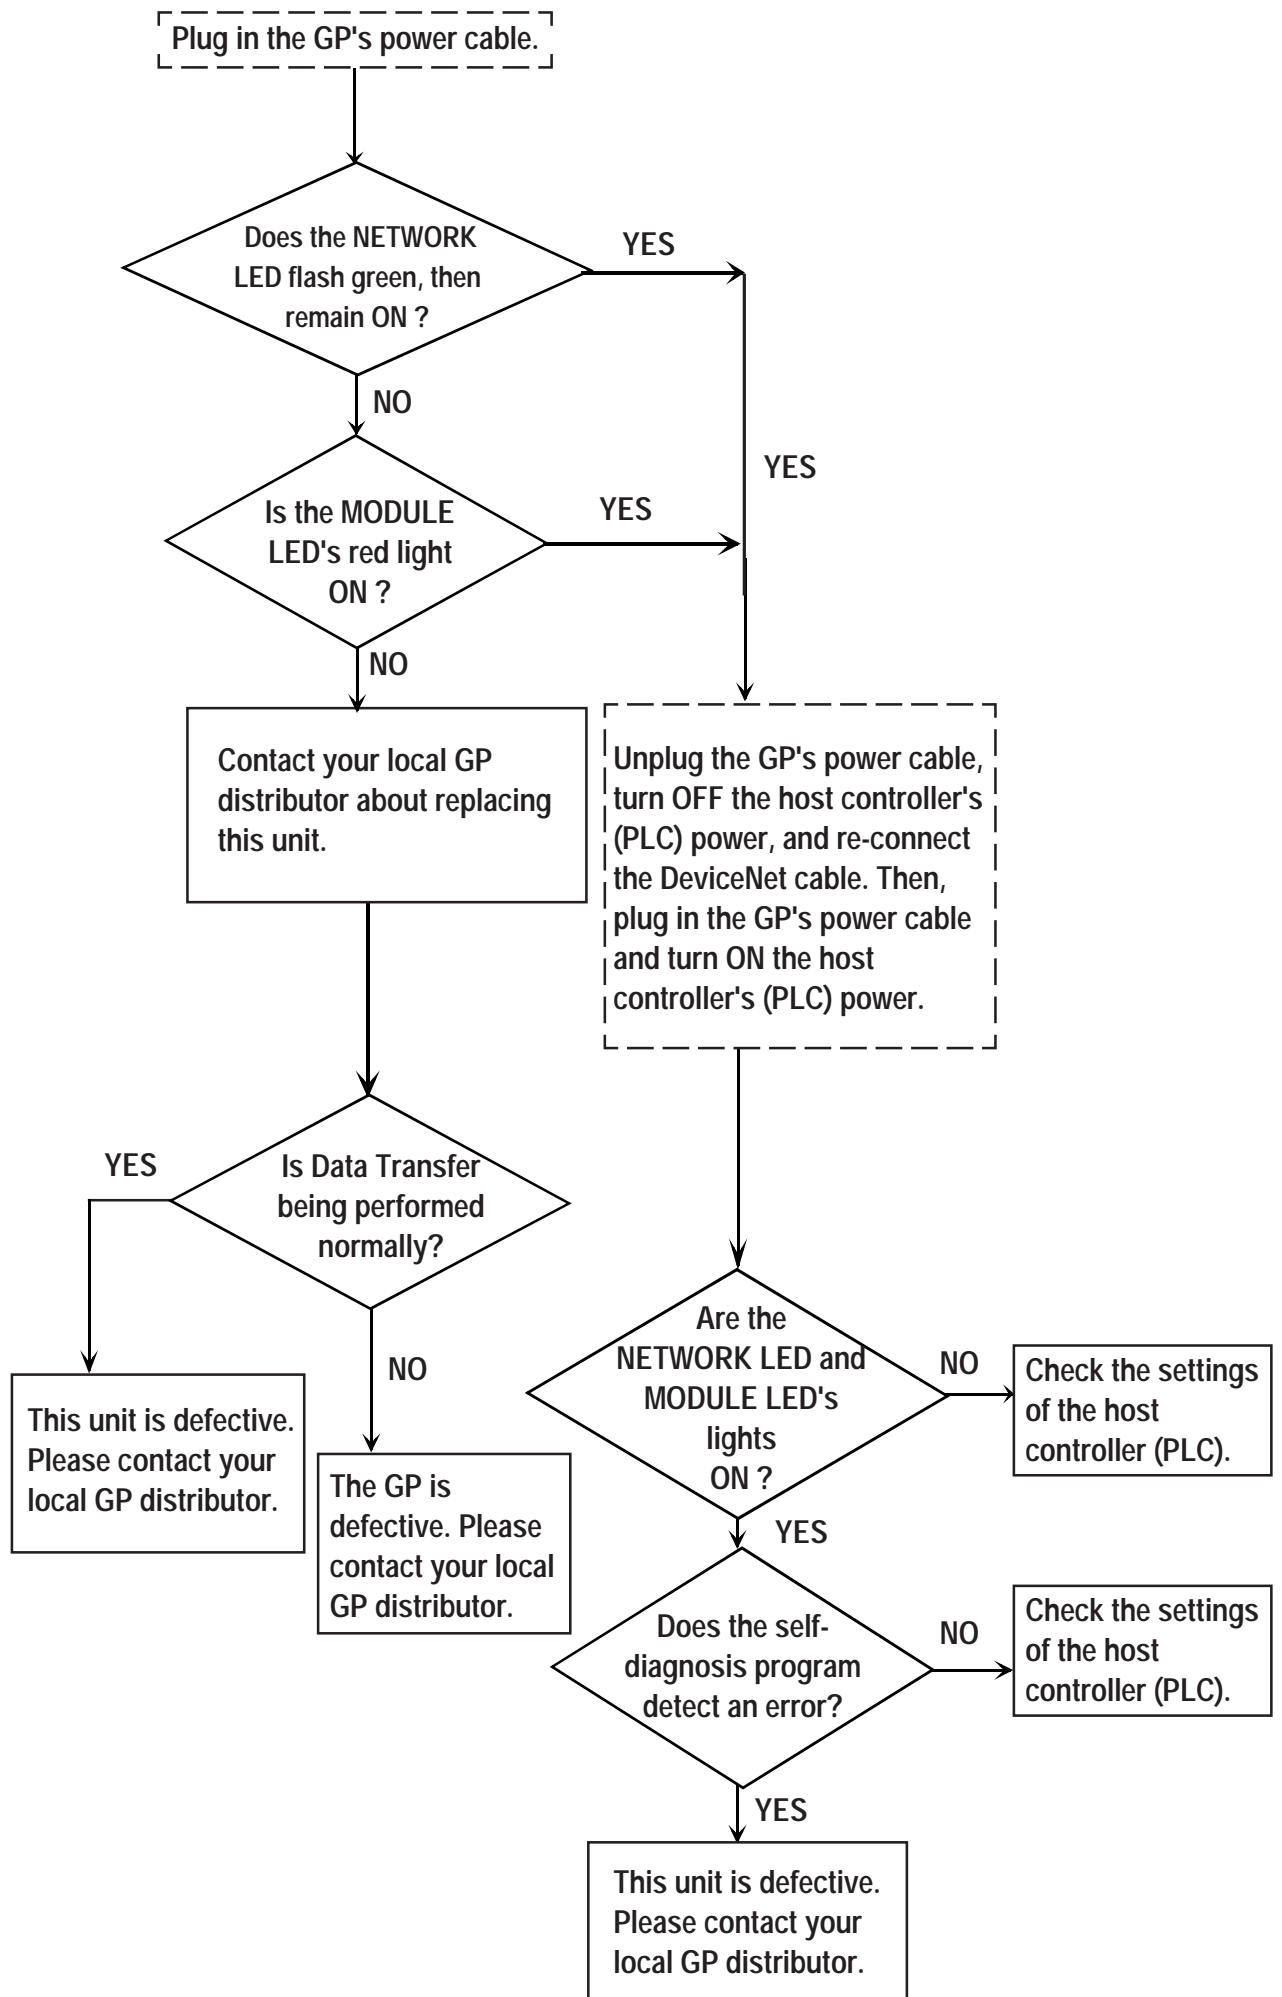 Plug in the GP's power cable.
Does the NETWORK
LED flash green, then
remain ON ?
YES
NO
YES
Is the MODULE
LED's red light
ON ?
YES
NO
Contact your local GP
distributor about replacing
this unit.
Unplug the GP's power cable,
turn OFF the host controller's
(PLC) power, and re-connect
the DeviceNet cable. Then,
plug in the GP's power cable
and turn ON the host
controller's (PLC) power.
YES
Is Data Transfer
being performed
normally?
NO
This unit is defective.
Please contact your
local GP distributor.
The GP is
defective. Please
contact your local
GP distributor.
Are the
NETWORK LED and
MODULE LED's
lights
ON ?
NO
Check the settings
of the host
controller (PLC).
YES
Does the self-
diagnosis program
detect an error?
NO
Check the settings
of the host
controller (PLC).
YES
This unit is defective.
Please contact your
local GP distributor.